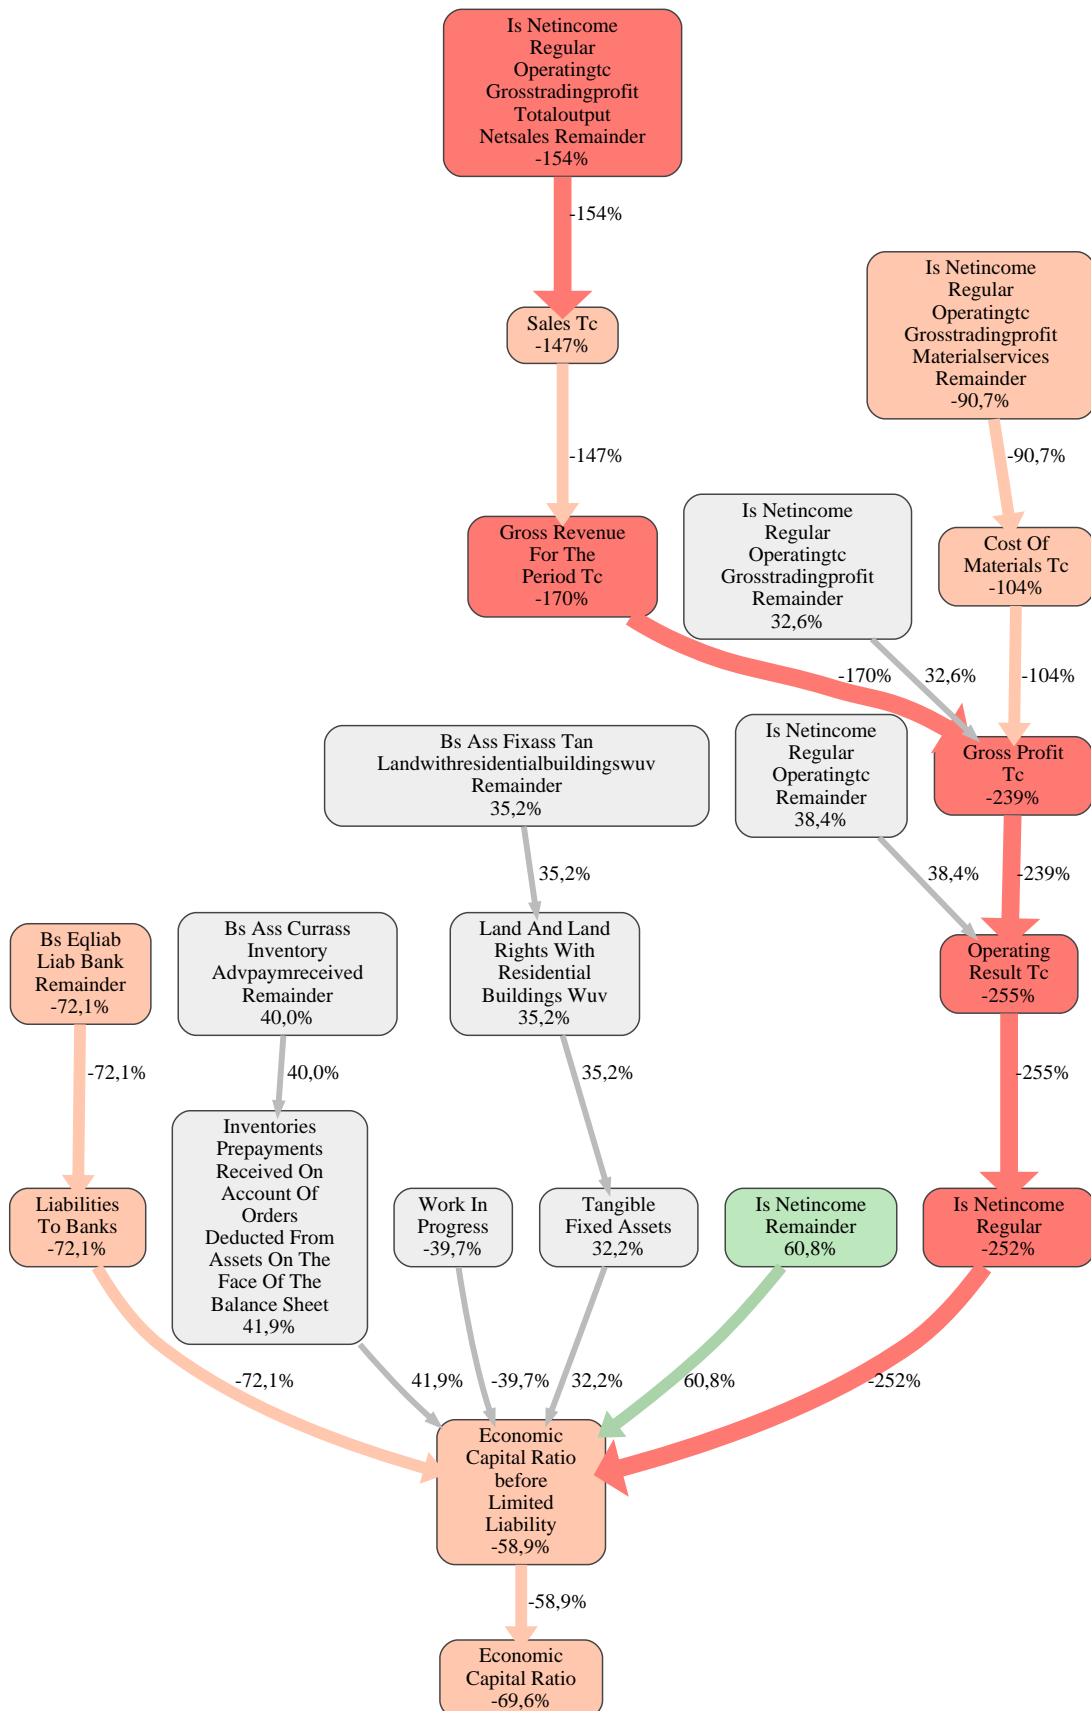 Is Netincome
Regular
Operatingtc
Grosstradingprofit
Totaloutput
Netsales Remainder
-154%
-154%
Is Netincome
Regular
Operatingtc
Grosstradingprofit
Materialservices
Remainder
-90,7%
Sales Tc
-147%
-147%
-90,7%
Is Netincome
Regular
Operatingtc
Grosstradingprofit
Remainder
32,6%
Gross Revenue
For The
Period Tc
-170%
Cost Of
Materials Tc
-104%
-170%
32,6%
-104%
Bs Ass Fixass Tan
Landwithresidentialbuildingswuv
Remainder
35,2%
Is Netincome
Regular
Operatingtc
Remainder
38,4%
Gross Profit
Tc
-239%
35,2%
38,4%
-239%
Bs Eqliab
Liab Bank
Remainder
-72,1%
Bs Ass Currass
Inventory
Advpaymreceived
Remainder
40,0%
Land And Land
Rights With
Residential
Buildings Wuv
35,2%
Operating
Result Tc
-255%
-72,1%
40,0%
35,2%
-255%
Liabilities
To Banks
-72,1%
Inventories
Prepayments
Received On
Account Of
Orders
Deducted From
Assets On The
Face Of The
Balance Sheet
41,9%
Work In
Progress
-39,7%
Tangible
Fixed Assets
32,2%
Is Netincome
Remainder
60,8%
Is Netincome
Regular
-252%
-72,1%
41,9%
-39,7%
32,2%
60,8%
-252%
Economic
Capital Ratio
before
Limited
Liability
-58,9%
-58,9%
Economic
Capital Ratio
-69,6%